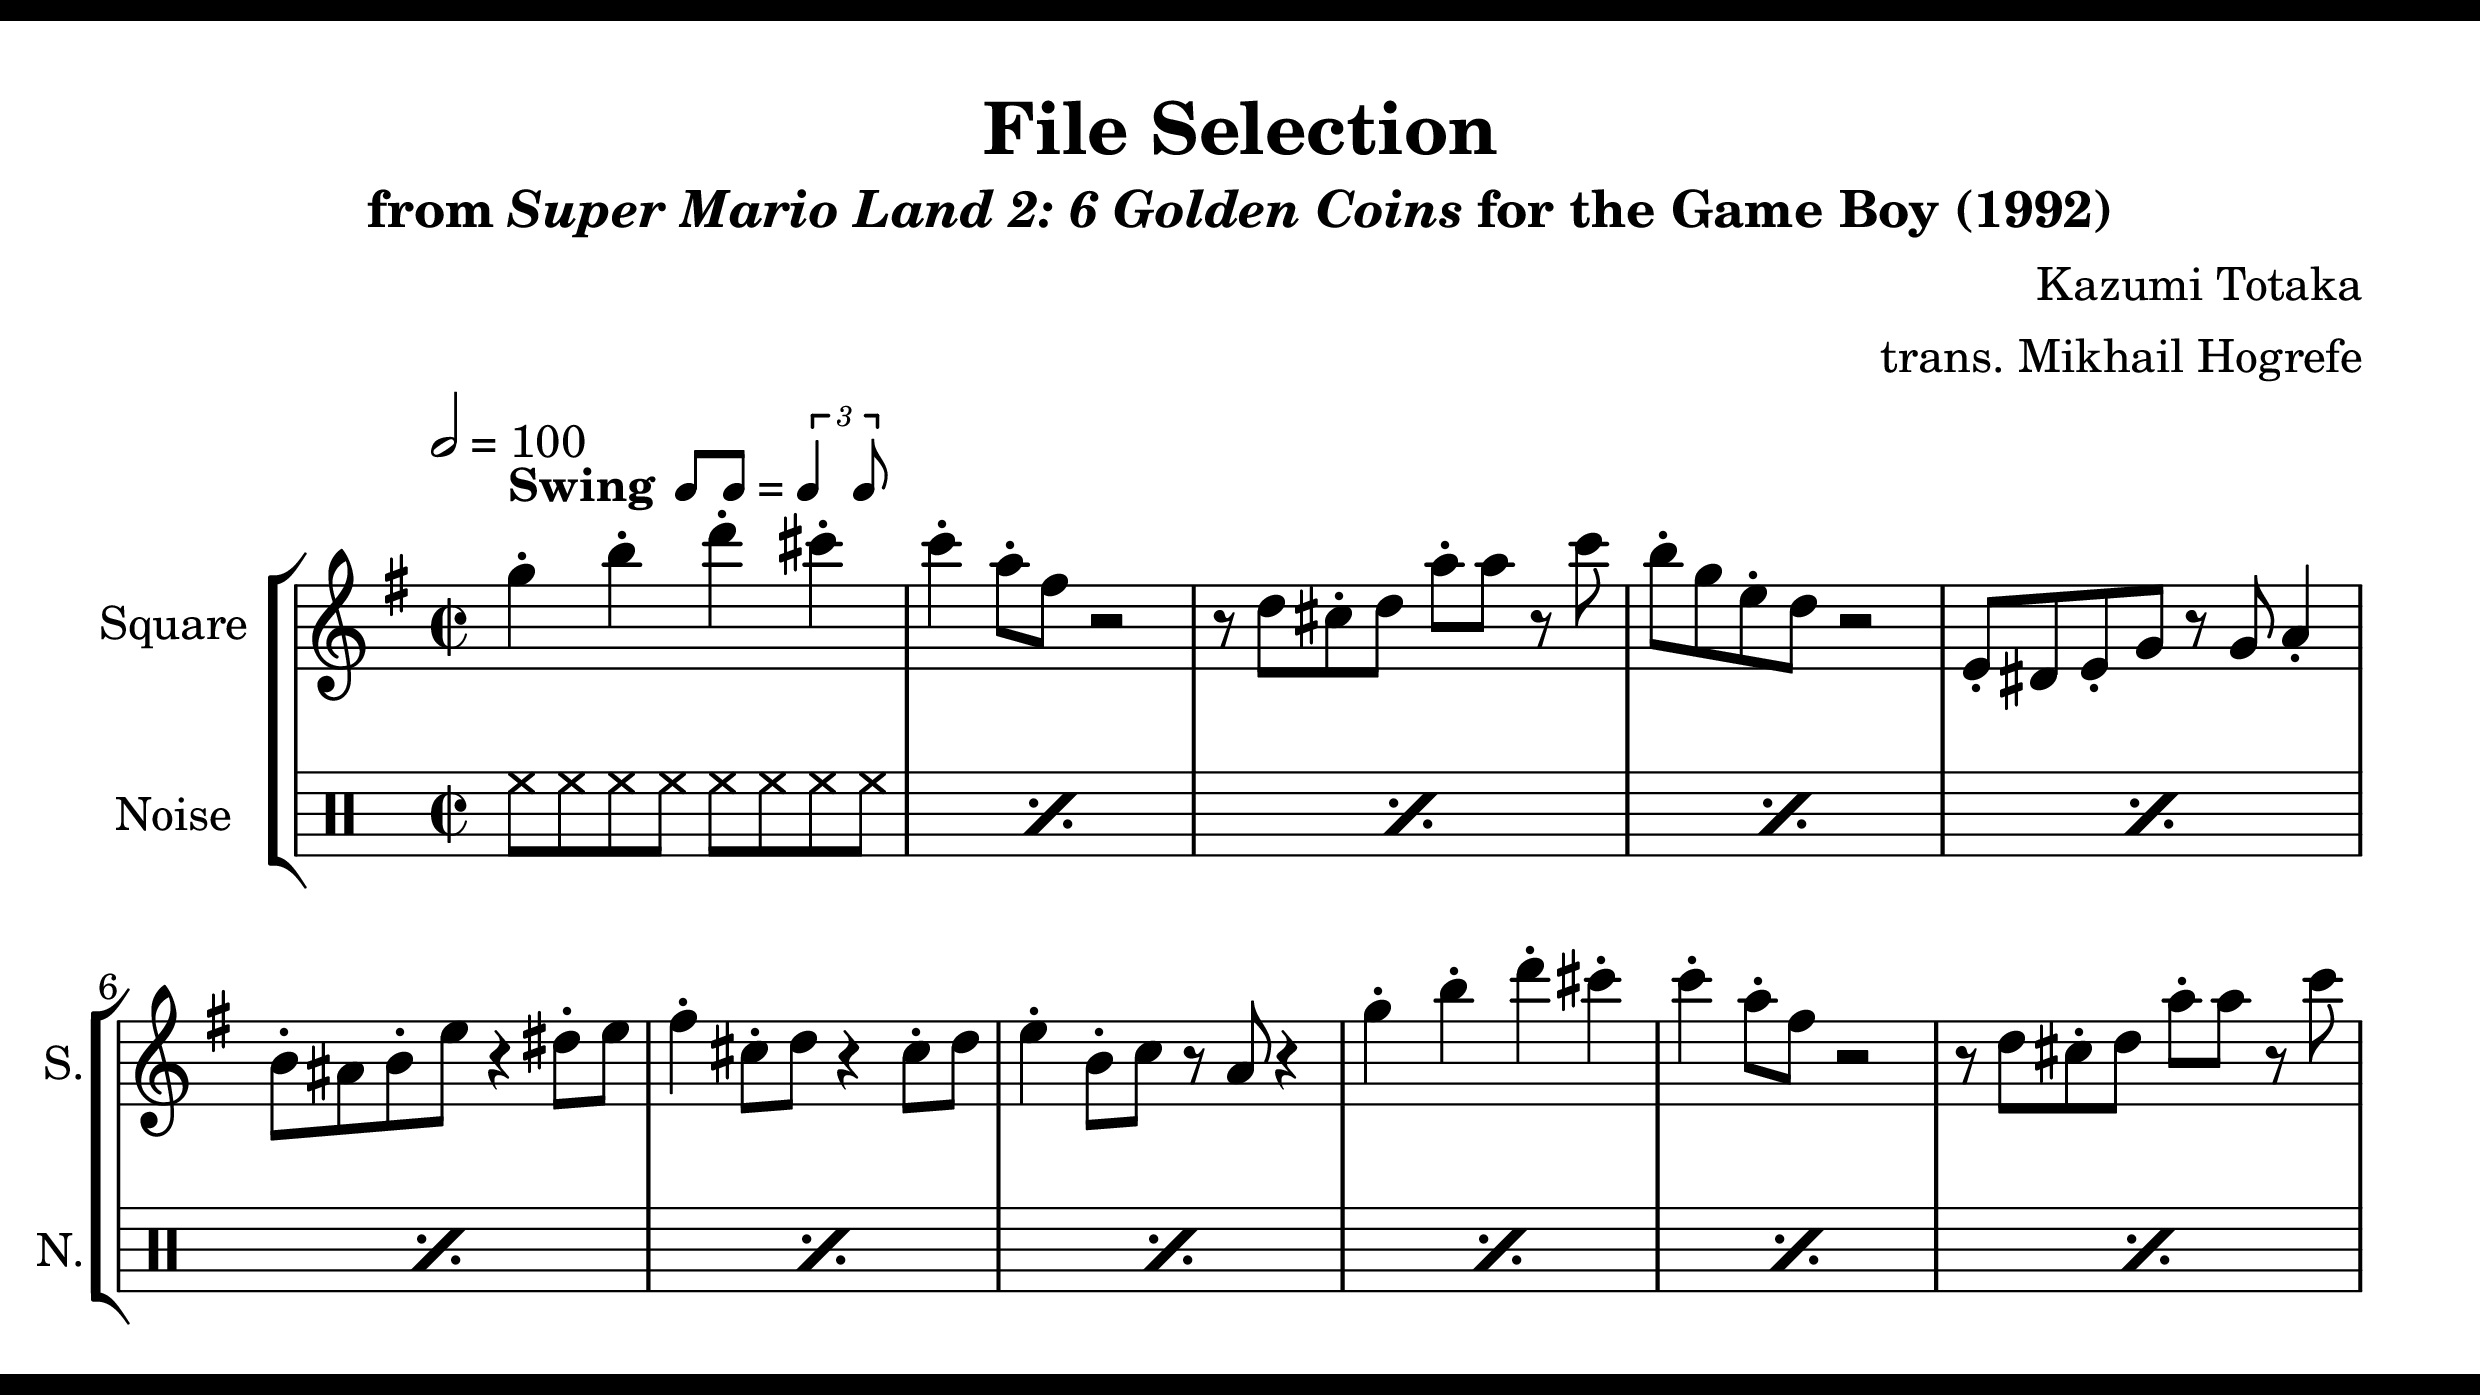 File Selection
from Super Mario Land 2: 6 Golden Coins for the Game Boy (1992)
Kazumi Totaka
trans. Mikhail Hogrefe
= 100
Swing = 3
Square
Noise
6
S.
N.